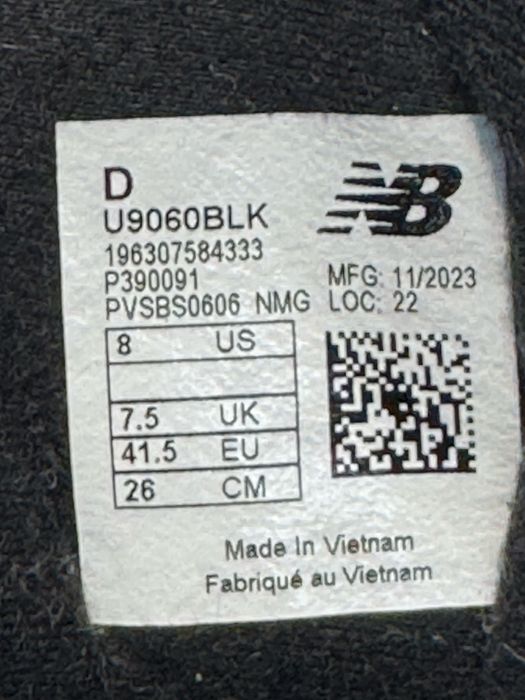 D
U9060BLK
196307584333
P390091
PVSBS0606 NMG
NB
MFG: 11/2023
LOC: 22
8 US
7.5 UK
41.5 EU
26 CM
Made In Vietnam
Fabriqué au Vietnam